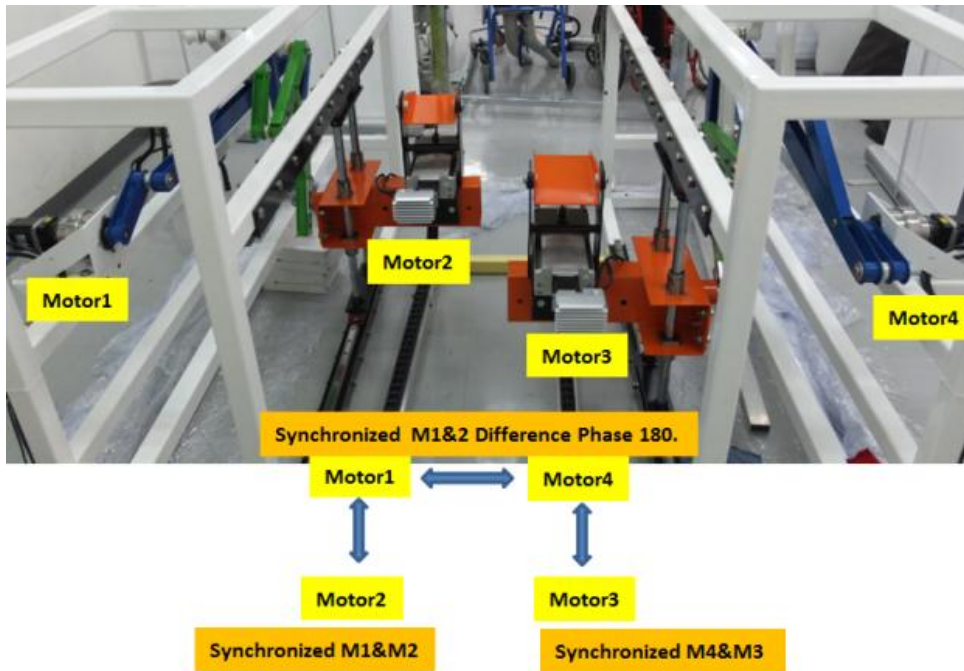 Motor2
Motor1
Motor4
Motor3
Synchronized M1&2 Difference Phase 180.
Motor1
Motor4
Motor2
Motor3
Synchronized M1&M2
Synchronized M4&M3